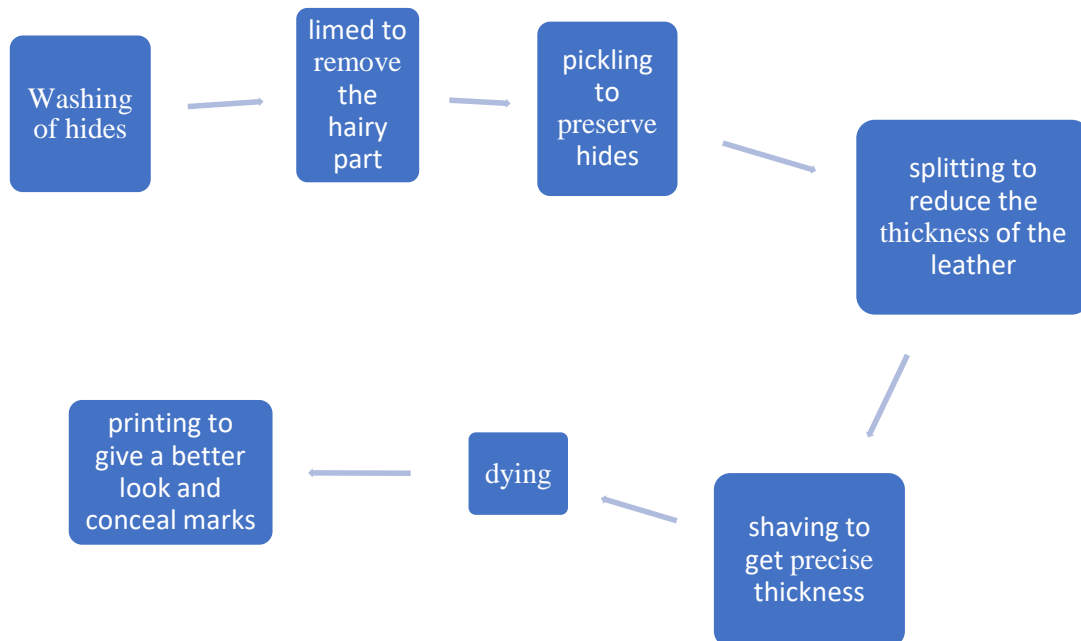 Washing
of hides
limed to
remove
the
hairy
part
pickling
to
preserve
hides
splitting to
reduce the
thickness of the
leather
shaving to
get precise
thickness
dying
printing to
give a better
look and
conceal marks